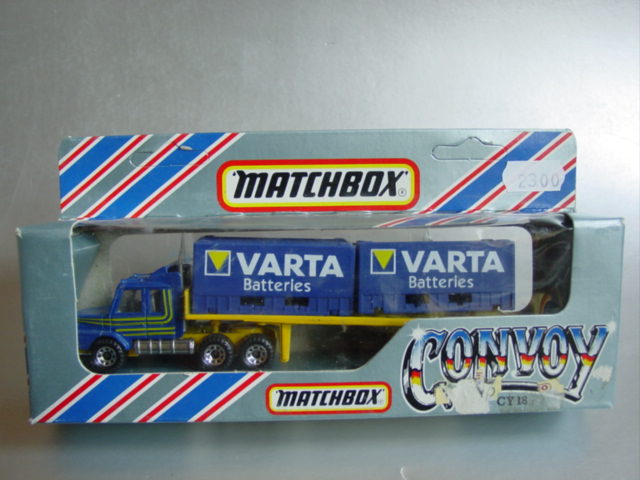 MATCHBOX
2300
VARTA
Batteries
VARTA
Batteries
CONVOY
MATCHBOX
CY 18